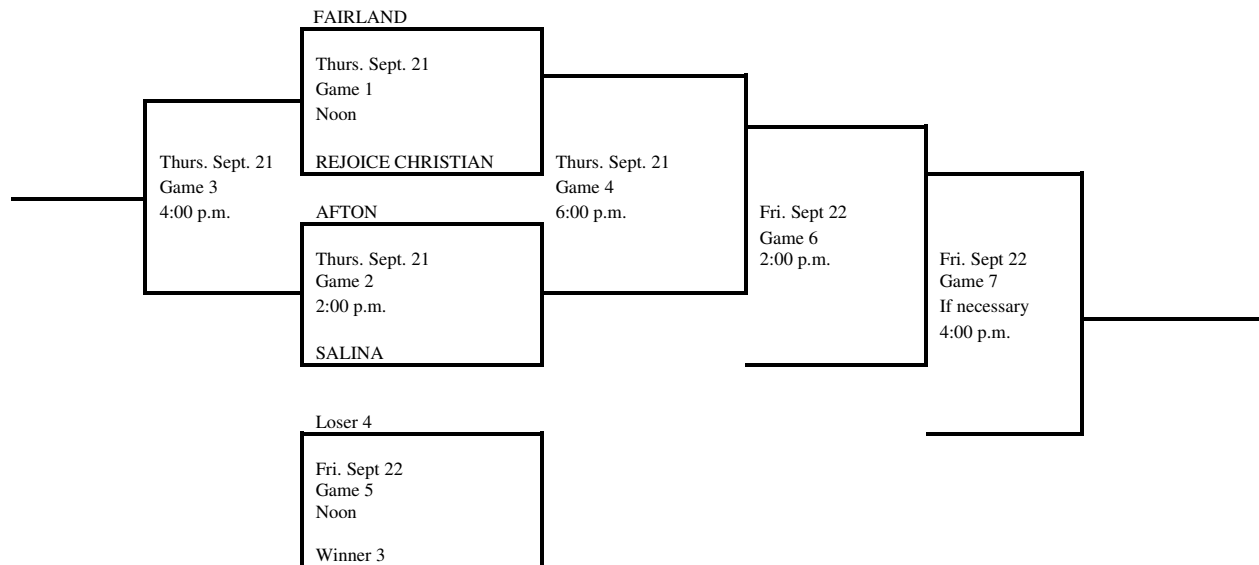 FAIRLAND
Thurs. Sept. 21
Game 1
Noon
REJOICE CHRISTIAN
Thurs. Sept. 21
Game 3
4:00 p.m.
Thurs. Sept. 21
Game 4
6:00 p.m.
AFTON
Thurs. Sept. 21
Game 2
2:00 p.m.
SALINA
Fri. Sept 22
Game 6
2:00 p.m.
Fri. Sept 22
Game 7
If necessary
4:00 p.m.
Loser 4
Fri. Sept 22
Game 5
Noon
Winner 3